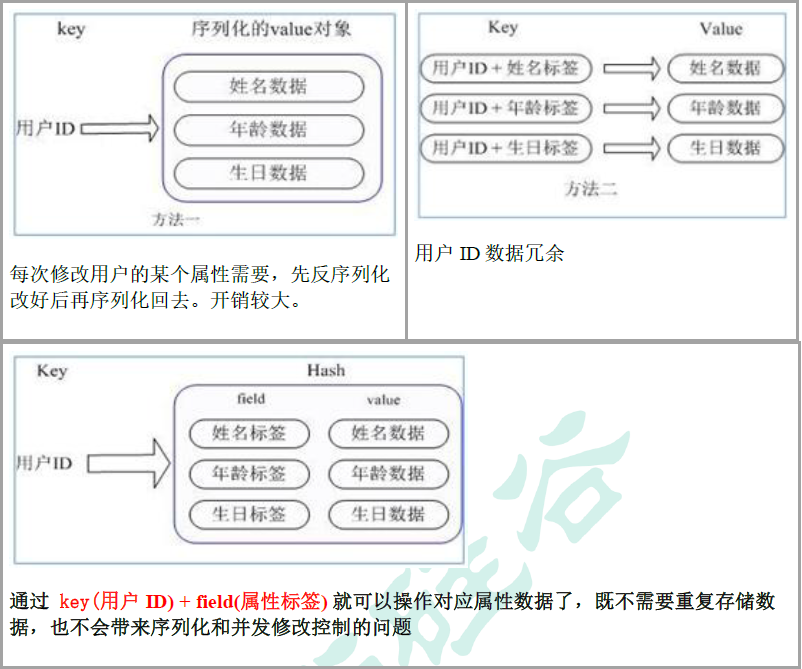 key 序列化的value对象
姓名数据
用户ID
年龄数据
生日数据
方法一
每次修改用户的某个属性需要，先反序列化
改好后再序列化回去。开销较大。
Key Value
用户ID + 姓名标签 姓名数据
用户ID + 年龄标签 年龄数据
用户ID + 生日标签 生日数据
方法二
用户 ID 数据冗余
Key Hash
field value
姓名标签 姓名数据
用户ID
年龄标签 年龄数据
生日标签 生日数据
通过 key(用户 ID) + field(属性标签) 就可以操作对应属性数据了，既不需要重复存储数
据，也不会带来序列化和并发修改控制的问题
硅谷